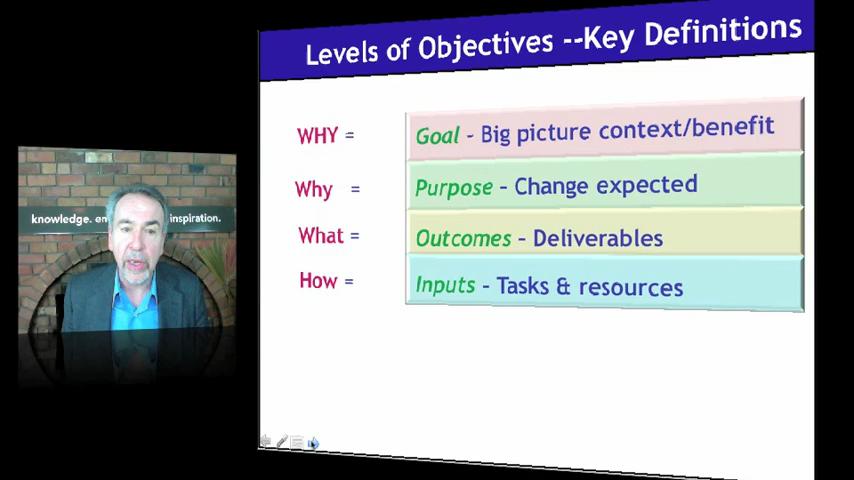 Levels of Objectives --Key Definitions
WHY = Goal - Big picture context/benefit
Why = Purpose - Change expected
What = Outcomes - Deliverables
How = Inputs - Tasks & resources
knowledge. en inspiration.